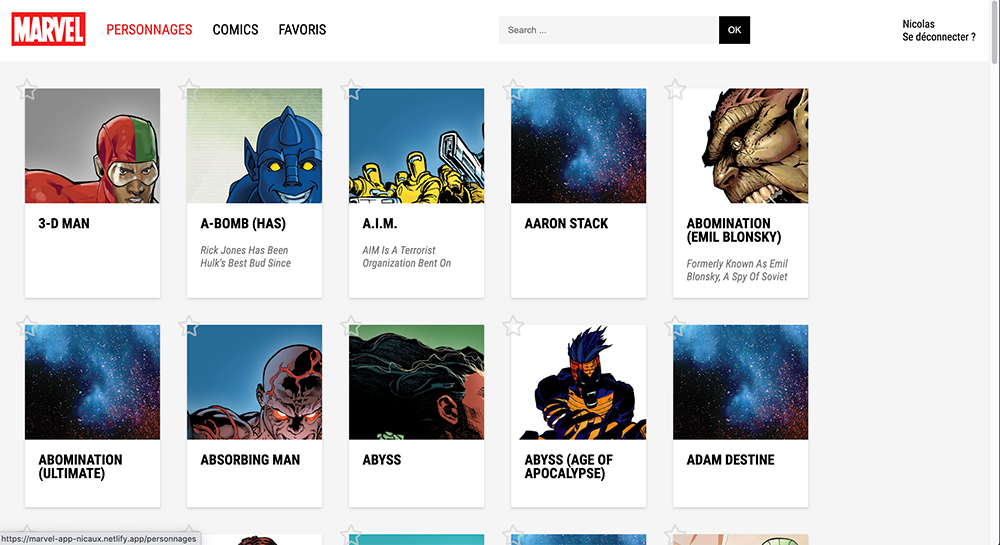 MARVEL
PERSONNAGES
COMICS
FAVORIS
Search ...
OK
Nicolas
Se déconnecter ?
3-D MAN
A-BOMB (HAS)
Rick Jones Has Been
Hulk's Best Bud Since
A.I.M.
AIM Is A Terrorist
Organization Bent On
AARON STACK
ABOMINATION
(EMIL BLONSKY)
Formerly Known As Emil
Blonsky, A Spy Of Soviet
ABOMINATION
(ULTIMATE)
ABSORBING MAN
ABYSS
ABYSS (AGE OF
APOCALYPSE)
ADAM DESTINE
https://marvel-app-nicaux.netlify.app/personnages